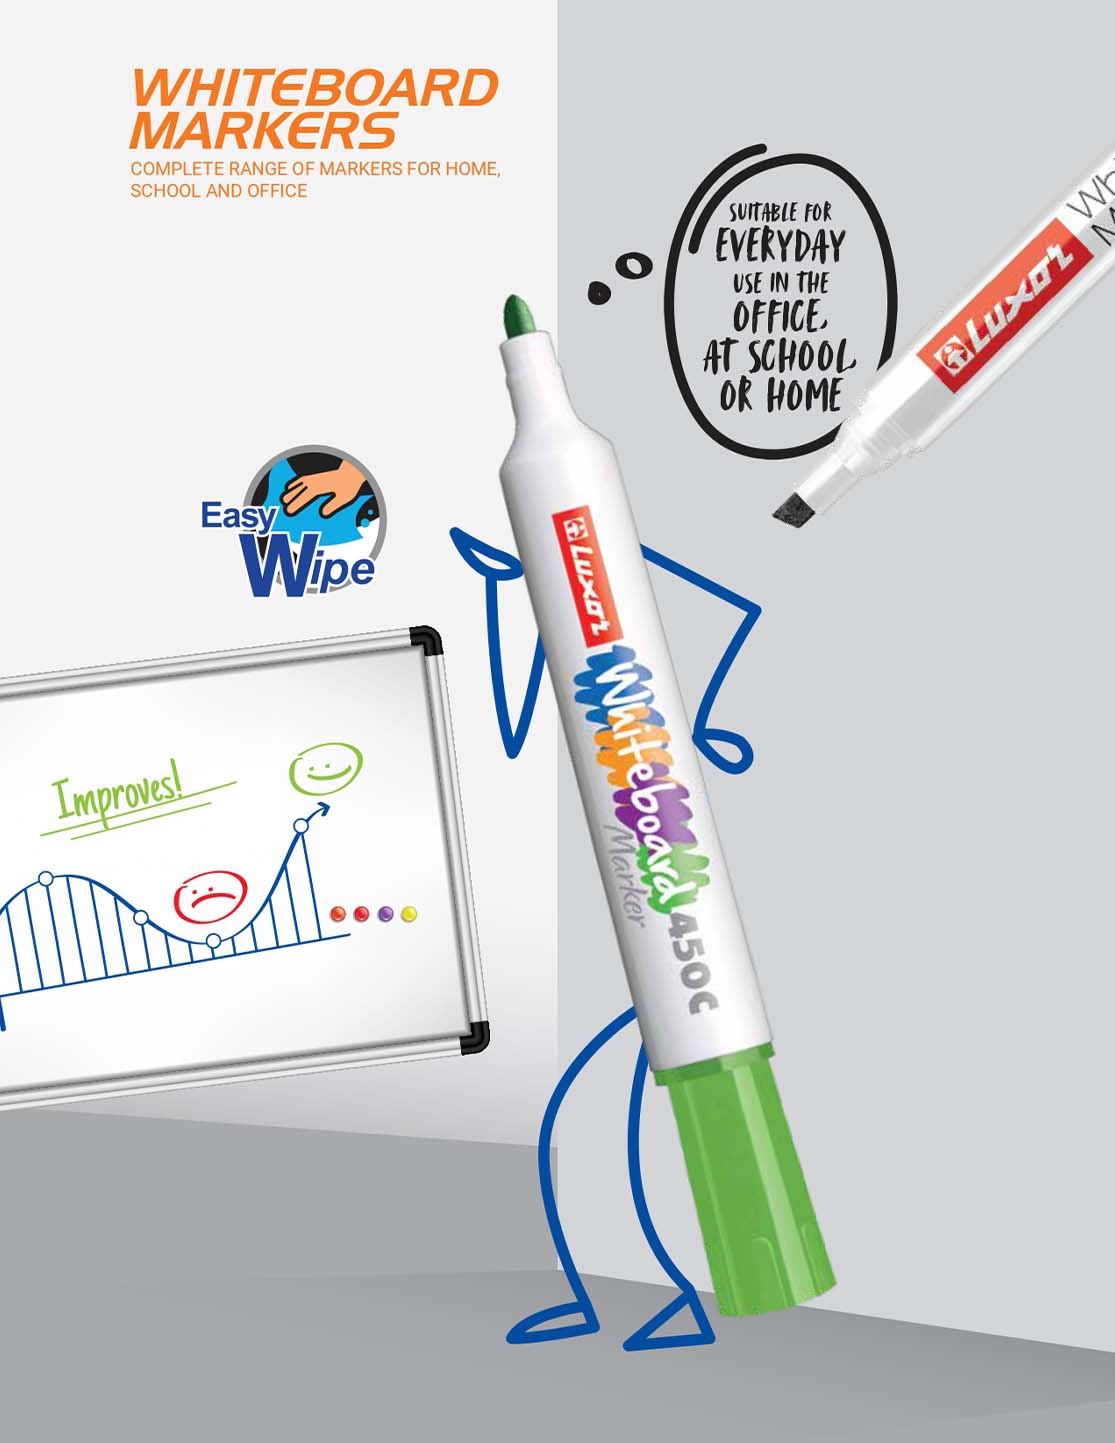 WHITEBOARD
MARKERS
COMPLETE RANGE OF MARKERS FOR HOME,
SCHOOL AND OFFICE
SUITABLE FOR
EVERYDAY
USE IN THE
OFFICE,
AT SCHOOL,
OR HOME
Luxor
Easy
Wipe
Luxor
Whiteboard
Marker
450C
Improves!